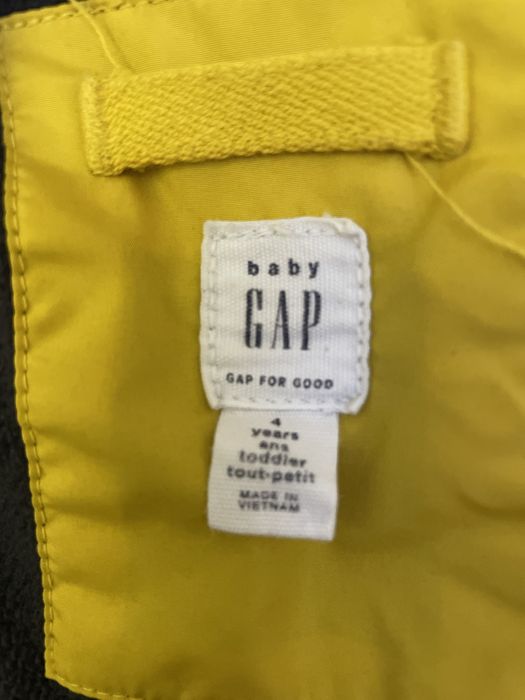 baby
GAP
GAP FOR GOOD
4
years
ans
toddler
tout-petit
MADE IN
VIETNAM